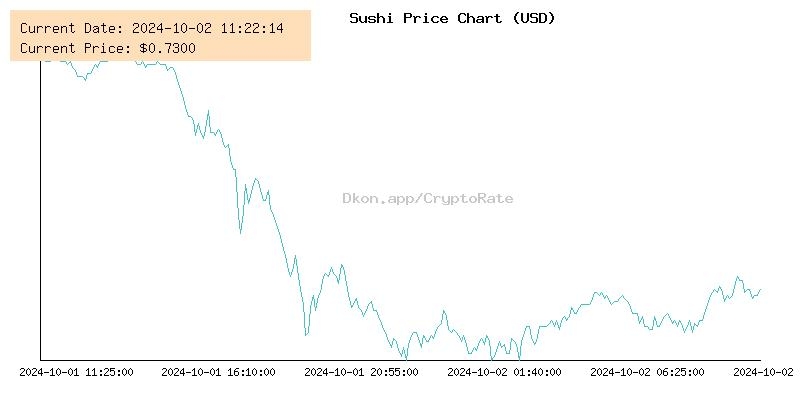 Sushi Price Chart (USD)
Current Date: 2024-10-02 11:22:14
Current Price: $0.7300
Dkon.app/CryptoRate
2024-10-01 11:25:00 2024-10-01 16:10:00 2024-10-01 20:55:00 2024-10-02 01:40:00 2024-10-02 06:25:00 2024-10-02